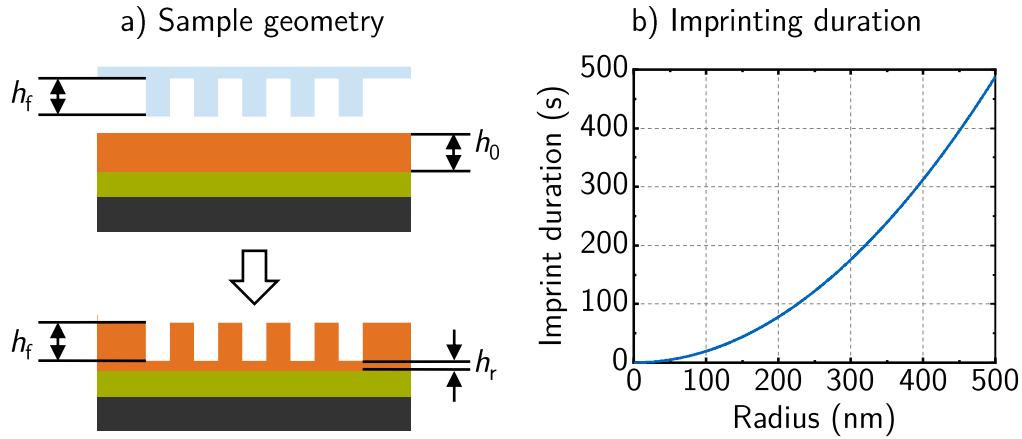 a) Sample geometry
hf
h0
hf
hr
b) Imprinting duration
Imprint duration (s)
500
400
300
200
100
0
0 100 200 300 400 500
Radius (nm)